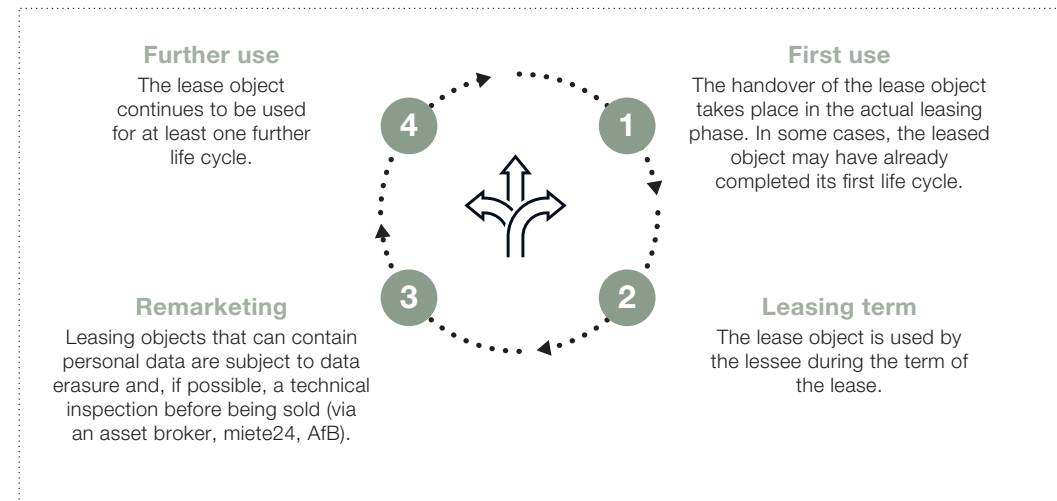 Further use
The lease object
continues to be used
for at least one further
life cycle.
4
1
First use
The handover of the lease object
takes place in the actual leasing
phase. In some cases, the leased
object may have already
completed its first life cycle.
Remarketing
Leasing objects that can contain
personal data are subject to data
erasure and, if possible, a technical
inspection before being sold (via
an asset broker, miete24, AfB).
3
2
Leasing term
The lease object is used by
the lessee during the term of
the lease.